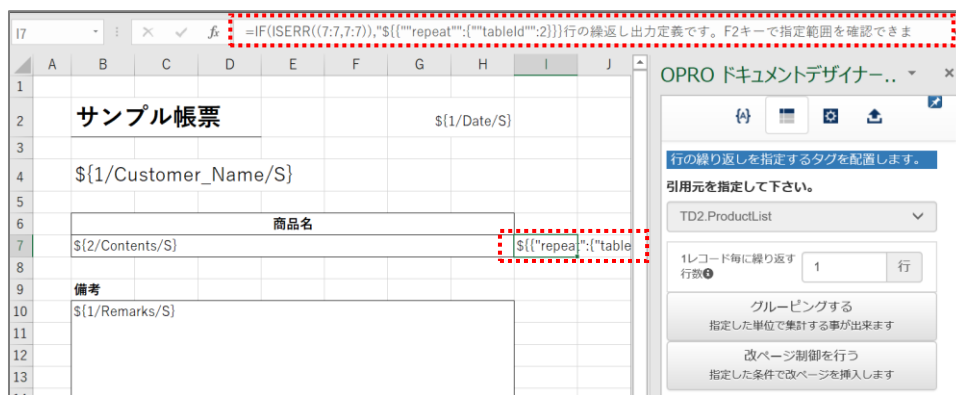 I7 fx =IF(ISERR((7:7,7:7)),"${{""repeat"":{""tableId"":2}}}行の繰返し出力定義です。F2キーで指定範囲を確認できま
A B C D E F G H I J
OPRO ドキュメントデザイナー..
1
2 サンプル帳票 ${1/Date/S}
3
行の繰り返しを指定するタグを配置します。
4 ${1/Customer_Name/S}
引用元を指定して下さい。
5
TD2.ProductList
6 商品名
7 ${2/Contents/S} ${{"repeat":{"table
1レコード毎に繰り返す
行数 1 行
8
9 備考
10 ${1/Remarks/S}
グルーピングする
指定した単位で集計する事が出来ます
11
12
改ページ制御を行う
指定した条件で改ページを挿入します
13